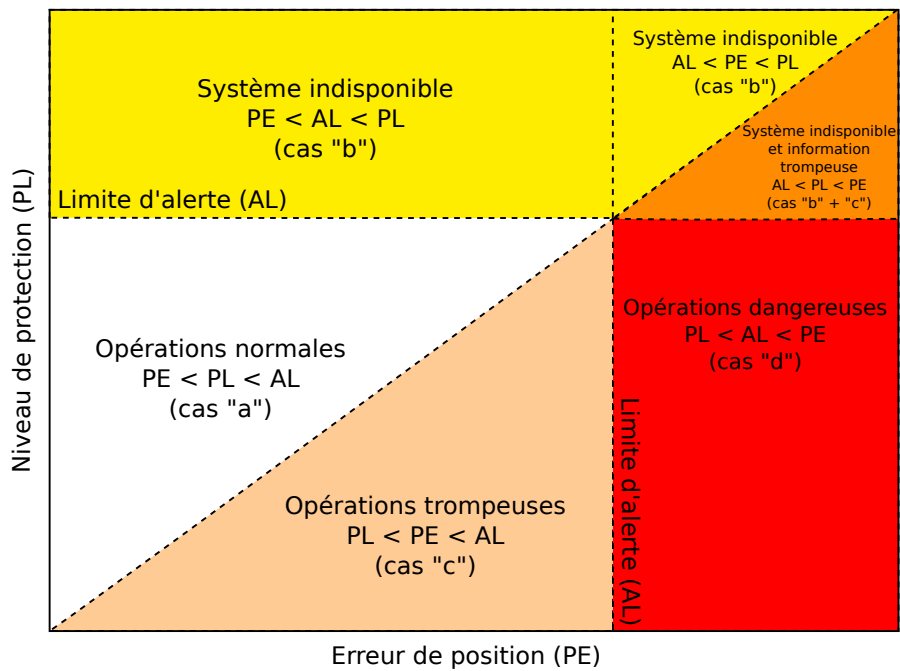 Système indisponible
PE < AL < PL
(cas "b")
Système indisponible
AL < PE < PL
(cas "b")
Système indisponible
et information
trompeuse
AL < PL < PE
(cas "b" + "c")
Limite d'alerte (AL)
Opérations normales
PE < PL < AL
(cas "a")
Opérations dangereuses
PL < AL < PE
(cas "d")
Opérations trompeuses
PL < PE < AL
(cas "c")
Limite d'alerte (AL)
Niveau de protection (PL)
Erreur de position (PE)